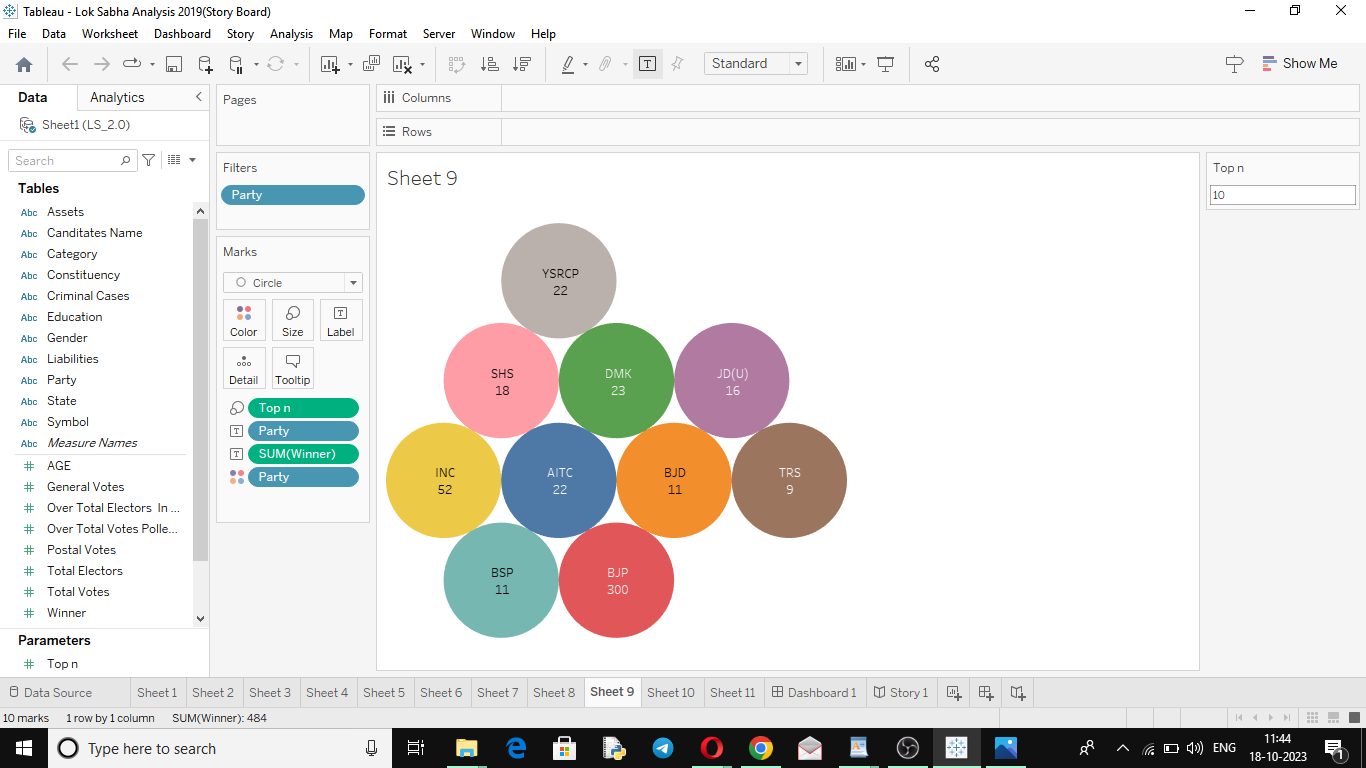 Tableau - Lok Sabha Analysis 2019(Story Board)
File Data Worksheet Dashboard Story Analysis Map Format Server Window Help
Standard
Show Me
Data Analytics
Sheet1 (LS_2.0)
Search
Tables
Abc Assets
Abc Canditates Name
Abc Category
Abc Constituency
Abc Criminal Cases
Abc Education
Abc Gender
Abc Liabilities
Abc Party
Abc State
Abc Symbol
Abc Measure Names
AGE
General Votes
Over Total Electors In ...
Over Total Votes Polle...
Postal Votes
Total Electors
Total Votes
Winner
Parameters
Top n
Pages
Filters
Party
Marks
Circle
Color Size Label
Detail Tooltip
Top n
Party
SUM(Winner)
Party
Columns
Rows
Sheet 9
YSRCP
22
SHS
18
DMK
23
JD(U)
16
INC
52
AITC
22
BJD
11
TRS
9
BSP
11
BJP
300
Top n
10
Data Source Sheet 1 Sheet 2 Sheet 3 Sheet 4 Sheet 5 Sheet 6 Sheet 7 Sheet 8 Sheet 9 Sheet 10 Sheet 11 Dashboard 1 Story 1
10 marks 1 row by 1 column SUM(Winner): 484
Type here to search
ENG
11:44
18-10-2023
1